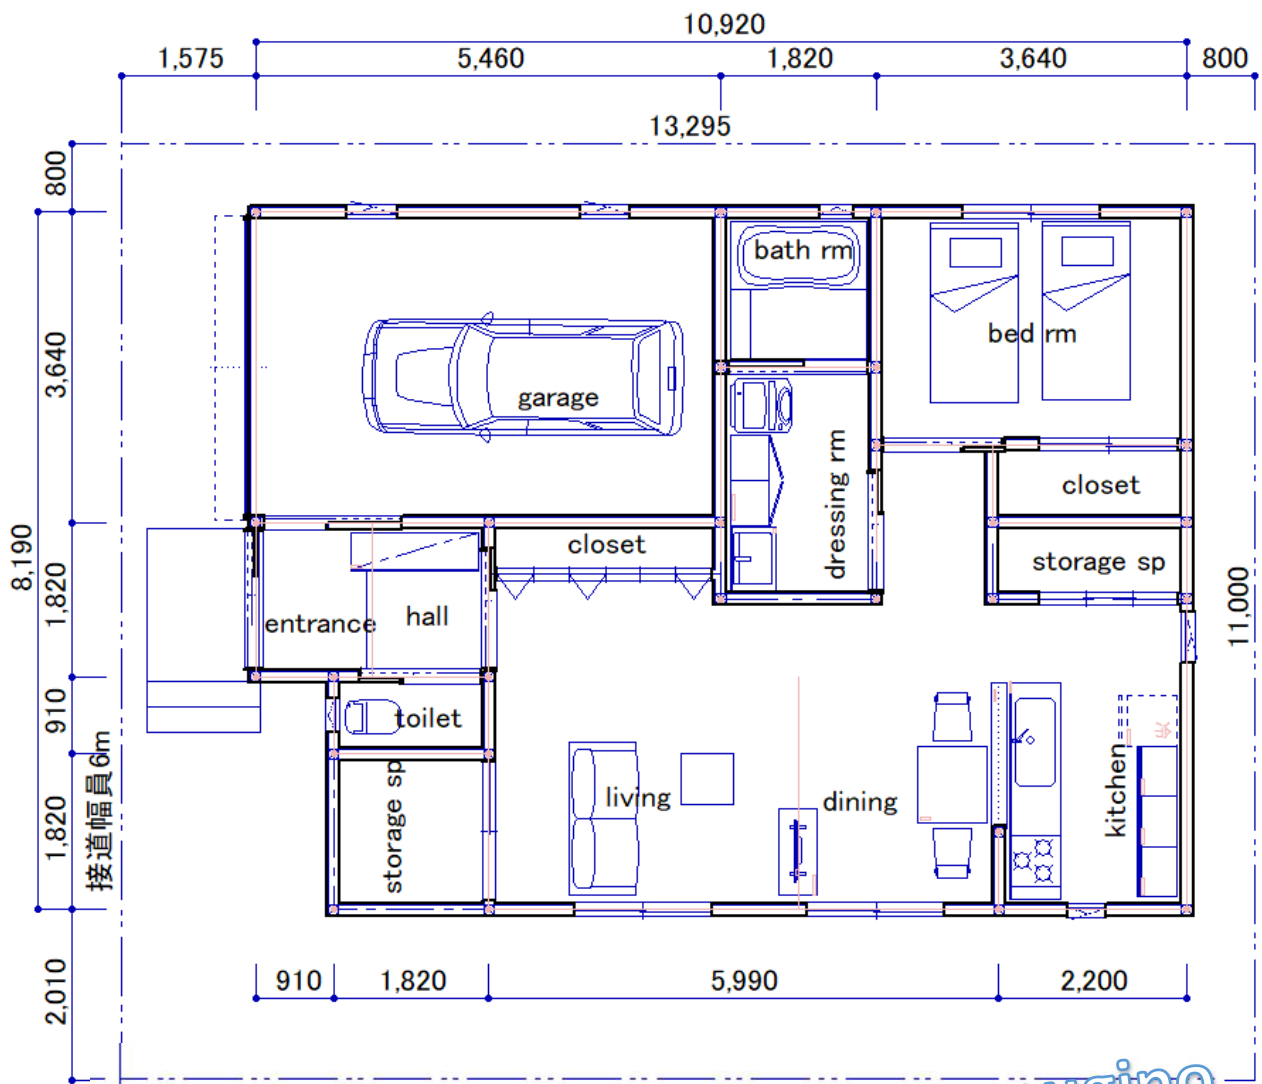 10,920
1,575
5,460
1,820
3,640
800
13,295
800
3,640
8,190
1,820
910
1,820
2,010
11,000
接道幅員6m
bath rm
bed rm
garage
dressing rm
closet
closet
storage sp
entrance
hall
toilet
storage sp
living
dining
kitchen
冷
910
1,820
5,990
2,200